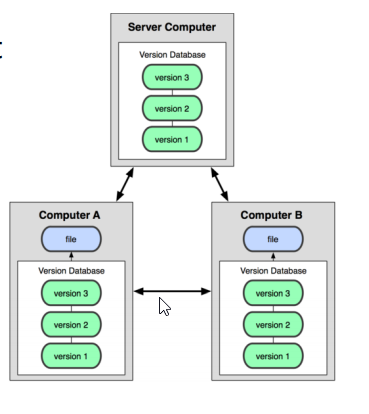 Server Computer
Version Database
version 3
version 2
version 1
Computer A
file
Version Database
version 3
version 2
version 1
Computer B
file
Version Database
version 3
version 2
version 1